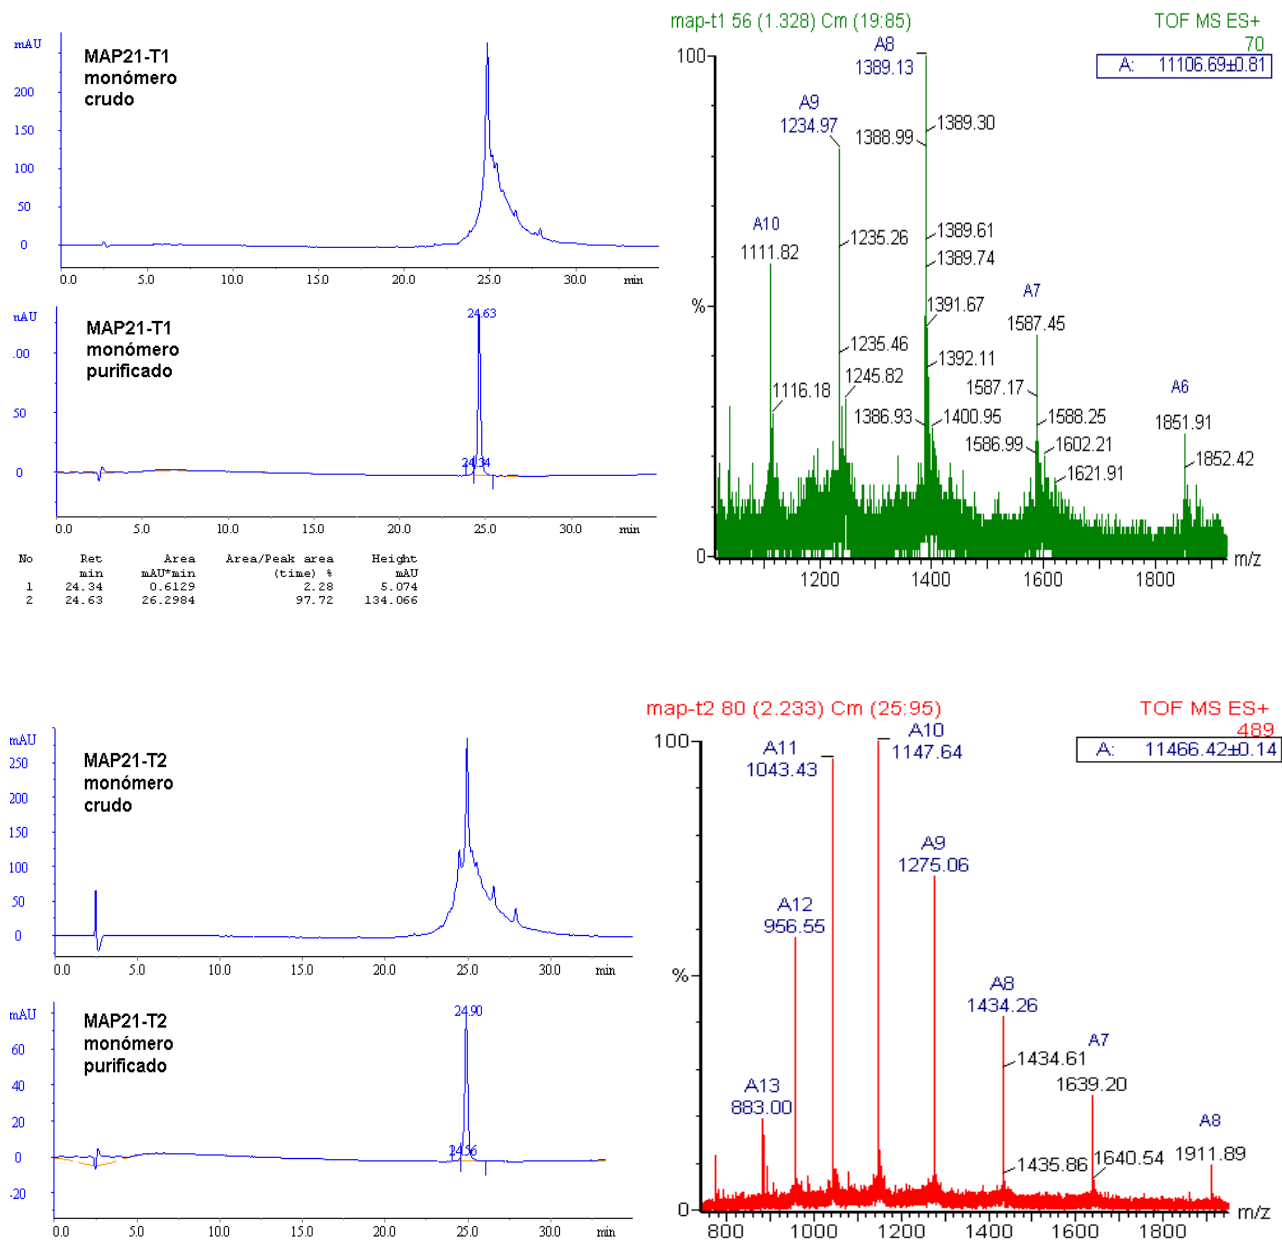 mAU
MAP21-T1
monómero
crudo
250
200
150
100
50
0
0.0 5.0 10.0 15.0 20.0 25.0 min
nAU
MAP21-T1
monómero
purificado
.00
50
0
24.63
24.34
0.0 5.0 10.0 15.0 20.0 25.0 30.0 min
No Ret Area Area/Peak area Height
min mAU*min (time) % mAU
1 24.34 0.6129 2.28 5.074
2 24.63 26.2984 97.72 134.066
map-t1 56 (1.328) Cm (19:85) TOF MS ES+
70
A: 11106.69±0.81
100
%
0
A8
1389.13
A9
1234.97
1388.99
1389.30
A10
1111.82
1235.26
1389.61
1389.74
A7
1587.45
1391.67
1235.46
1392.11
1245.82
1116.18
1386.93
1400.95
1587.17
1588.25
1586.99
1602.21
1621.91
A6
1851.91
1852.42
1200 1400 1600 1800 m/z
mAU
MAP21-T2
monómero
crudo
250
200
150
100
50
0
0.0 5.0 10.0 15.0 20.0 25.0 30.0 min
mAU
MAP21-T2
monómero
purificado
60
40
20
0
-20
24.90
24.56
0.0 5.0 10.0 15.0 20.0 25.0 30.0 min
map-t2 80 (2.233) Cm (25:95) TOF MS ES+
489
A: 11466.42±0.14
100
%
0
A11
1043.43
A10
1147.64
A9
1275.06
A12
956.55
A8
1434.26
1434.61
1435.86
A13
883.00
A7
1639.20
1640.54
A8
1911.89
800 1000 1200 1400 1600 1800 m/z